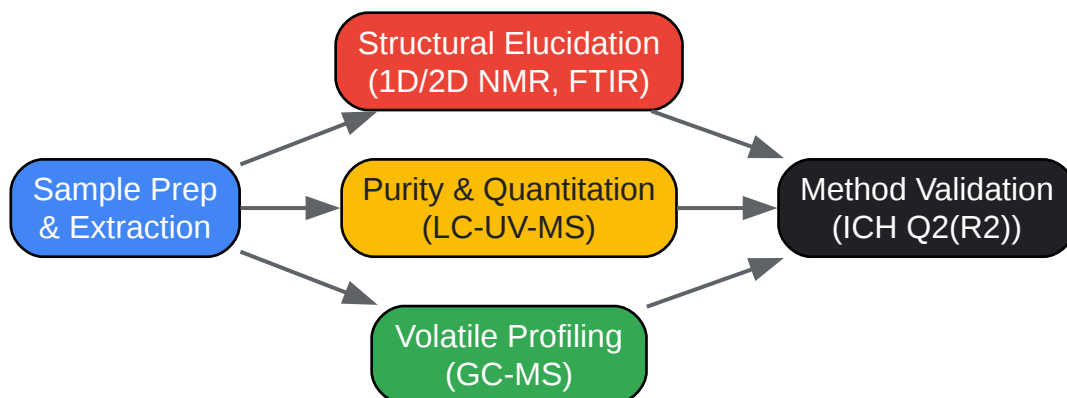 Structural Elucidation
(1D/2D NMR, FTIR)
Sample Prep
& Extraction
Purity & Quantitation
(LC-UV-MS)
Method Validation
(ICH Q2(R2))
Volatile Profiling
(GC-MS)